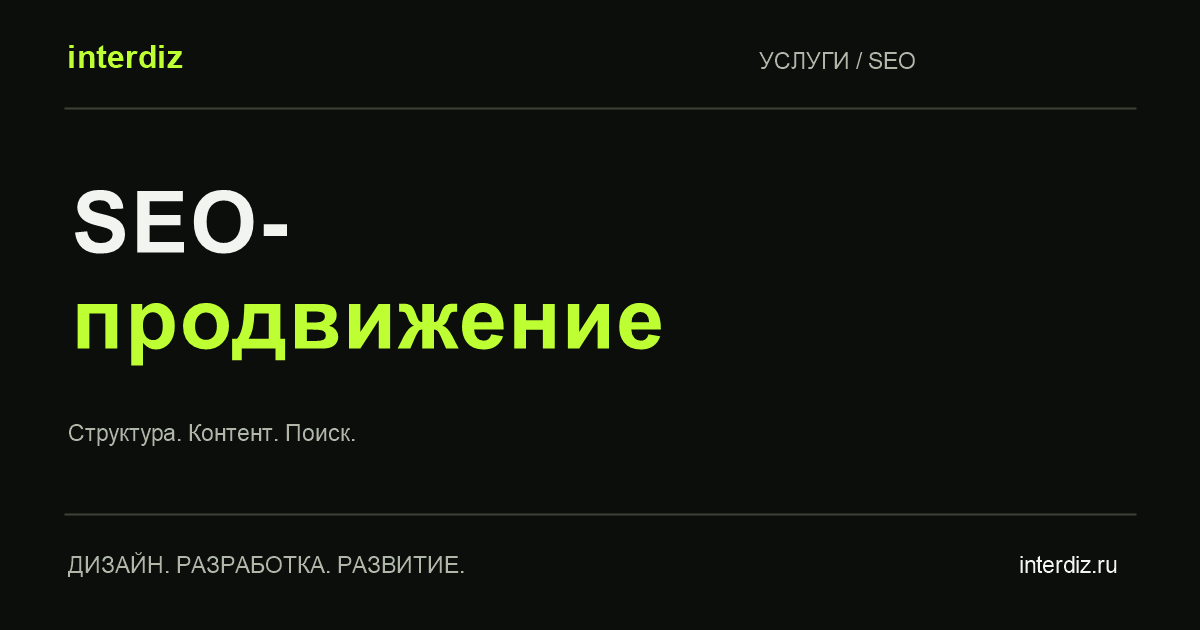 interdiz
УСЛУГИ / SEO
SEO-
продвижение
Структура. Контент. Поиск.
ДИЗАЙН. РАЗРАБОТКА. РАЗВИТИЕ.
interdiz.ru